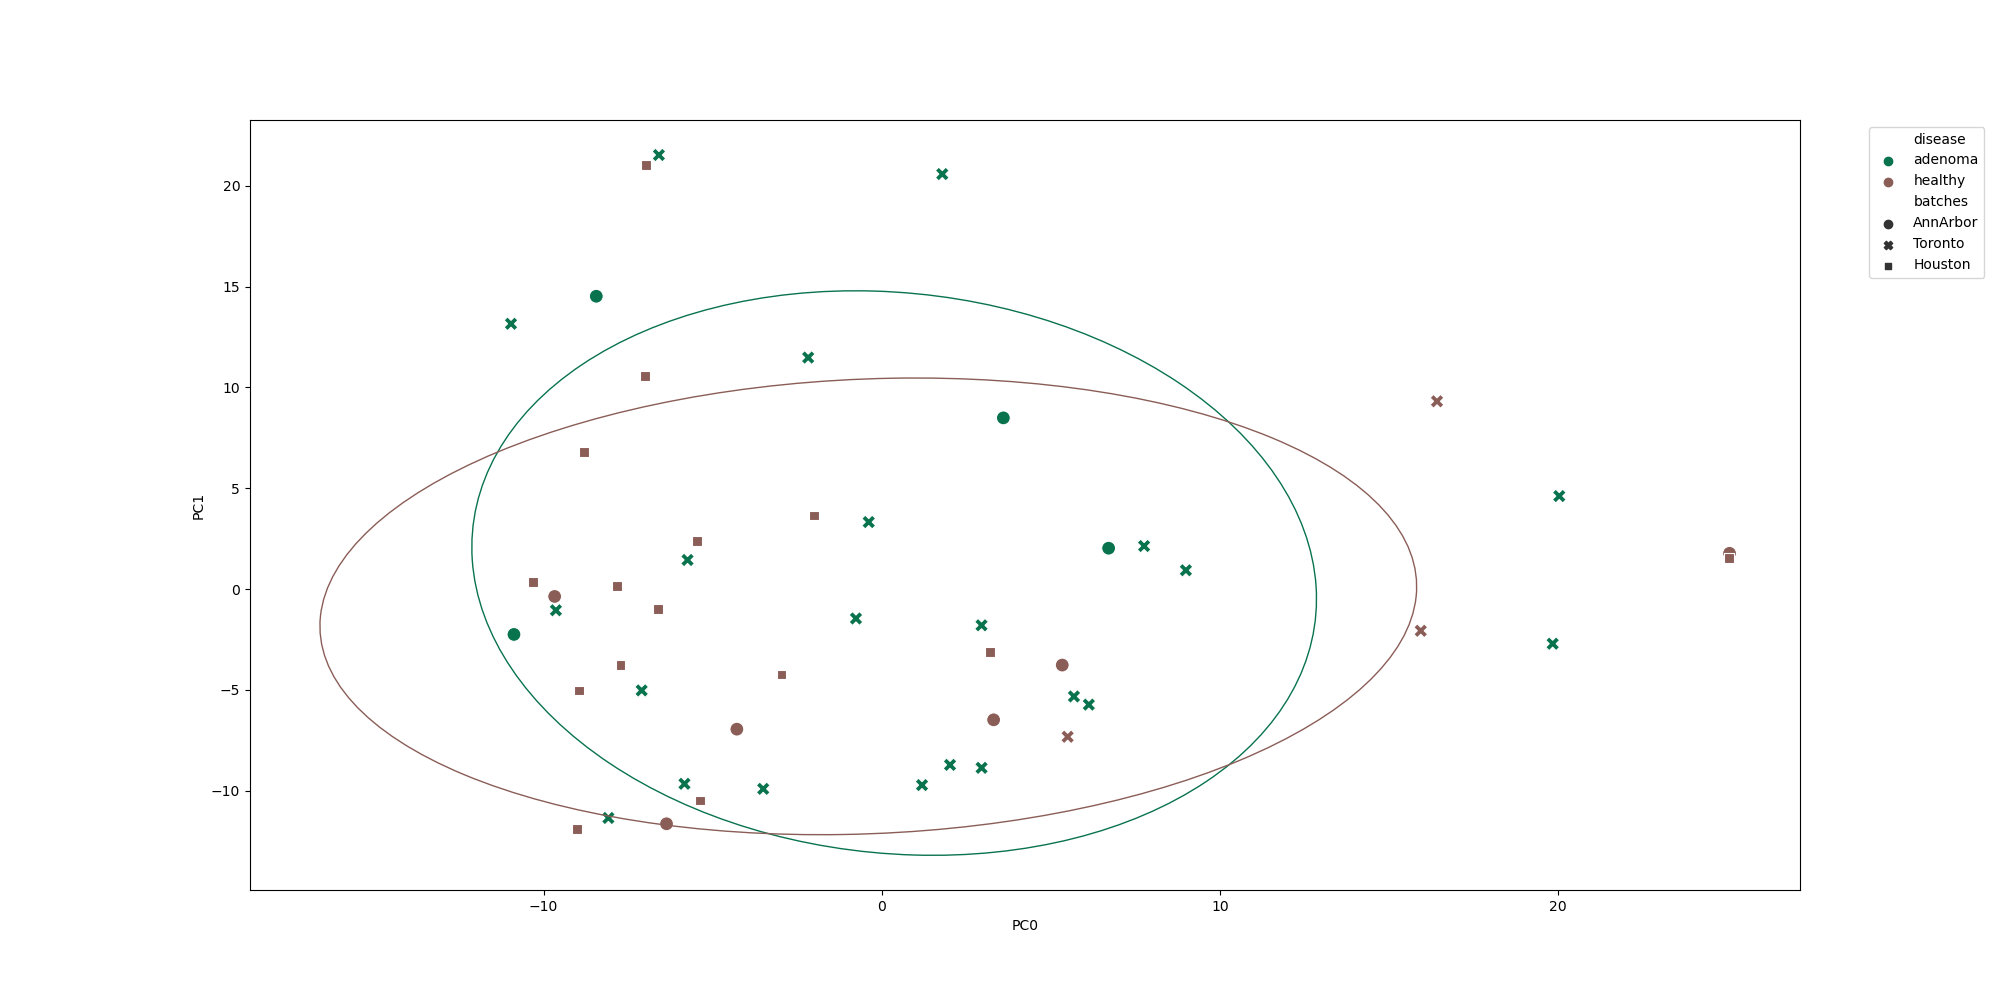 disease
adenoma
healthy
batches
AnnArbor
Toronto
Houston
20
15
10
5
0
−5
−10
PC1
−10
0
10
20
PC0